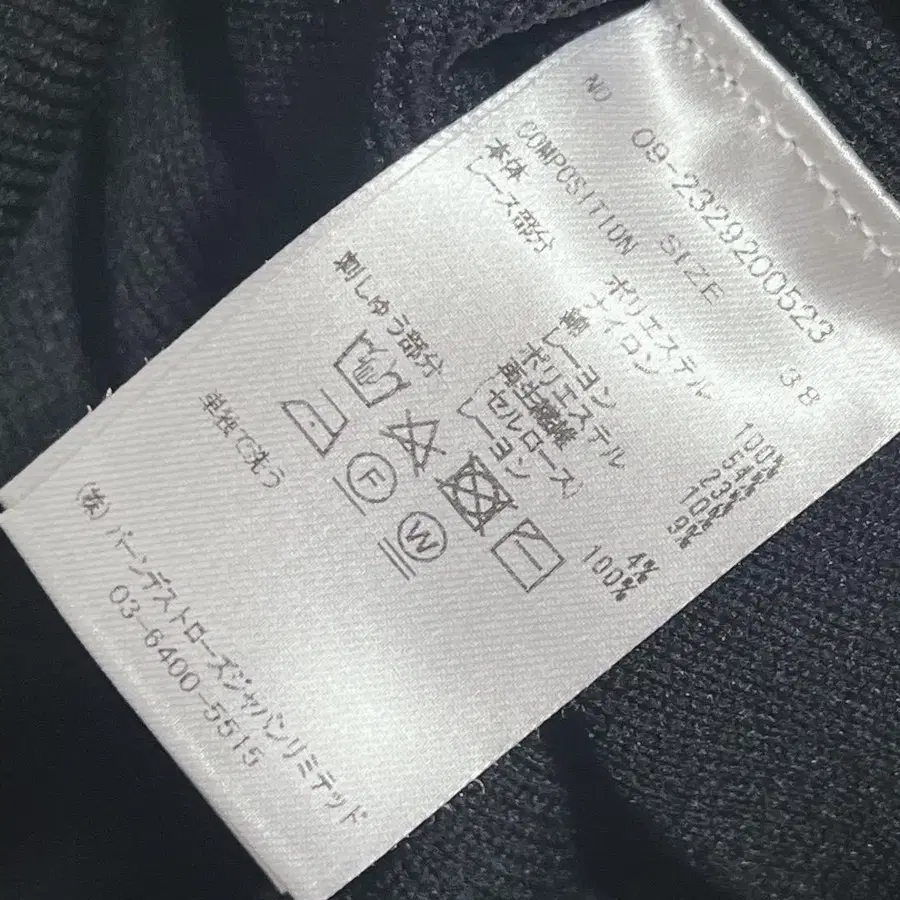 NO 09-2329200523
SIZE 38
COMPOSITION
本体 ポリエステル 100%
レース部分 ナイロン 54%
綿 23%
レーヨン 10%
ポリエステル 9%
再生繊維
(セルロース) 4%
刺しゅう部分 レーヨン 100%
F W
単独で洗う
(株) バーンデストローズジャパンリミテッド
03-6400-5515